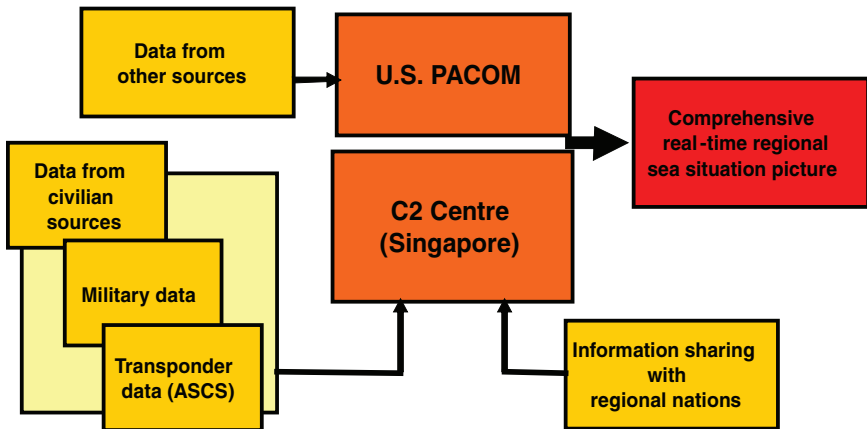 Data from
other sources
U.S. PACOM
Comprehensive
real-time regional
sea situation picture
Data from
civilian
sources
C2 Centre
(Singapore)
Military data
Transponder
data (ASCS)
Information sharing
with
regional nations